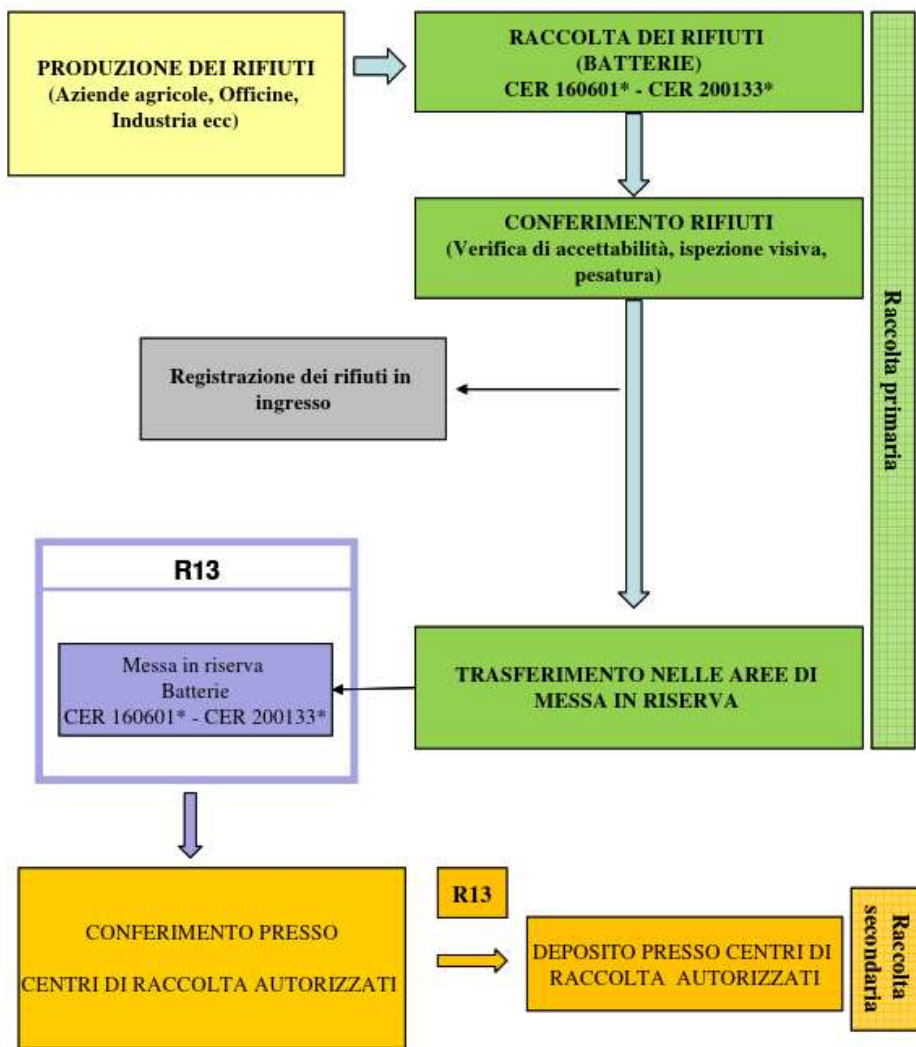 PRODUZIONE DEI RIFIUTI
(Aziende agricole, Officine,
Industria ecc)
RACCOLTA DEI RIFIUTI
(BATTERIE)
CER 160601* - CER 200133*
CONFERIMENTO RIFIUTI
(Verifica di accettabilità, ispezione visiva,
pesatura)
Raccolta primaria
Registrazione dei rifiuti in
ingresso
R13
Messa in riserva
Batterie
CER 160601* - CER 200133*
TRASFERIMENTO NELLE AREE DI
MESSA IN RISERVA
CONFERIMENTO PRESSO
CENTRI DI RACCOLTA AUTORIZZATI
R13
DEPOSITO PRESSO CENTRI DI
RACCOLTA AUTORIZZATI
Raccolta
secondaria